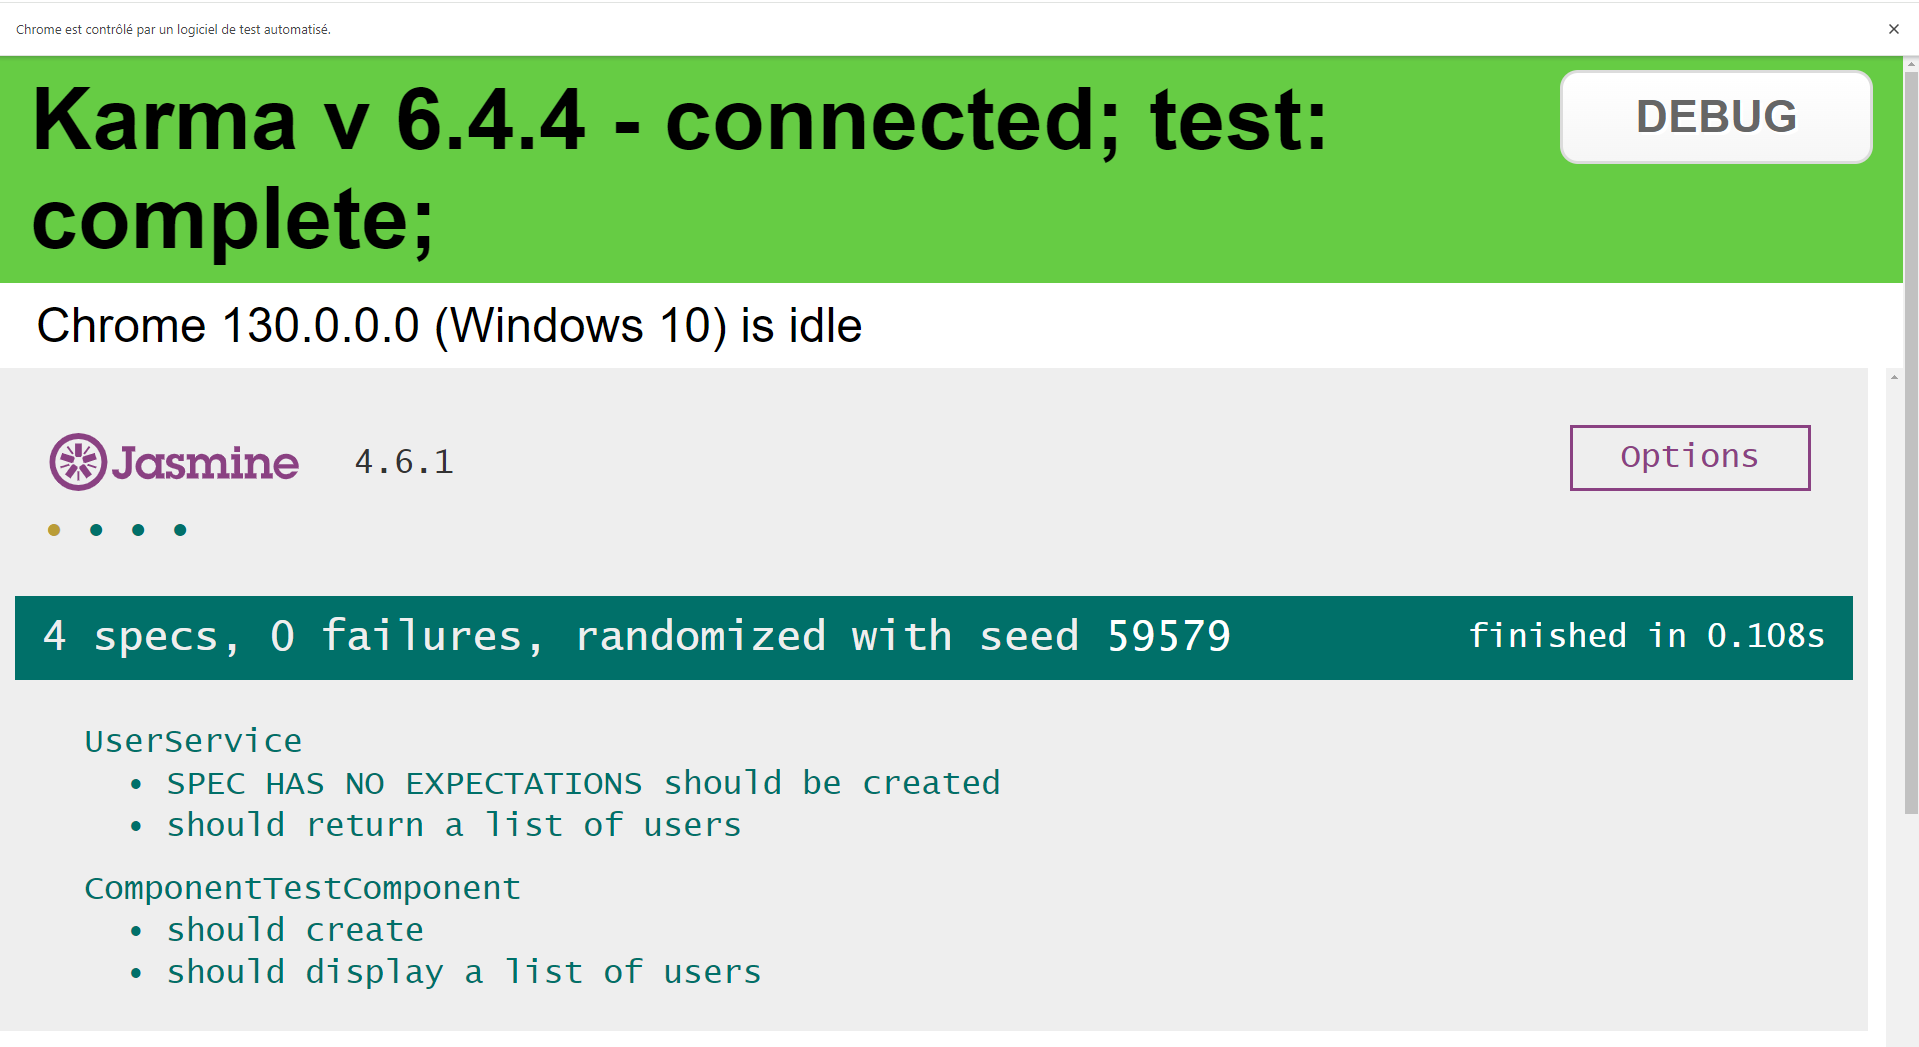 Chrome est contrôlé par un logiciel de test automatisé.
Karma v 6.4.4 - connected; test:
complete;
DEBUG
Chrome 130.0.0.0 (Windows 10) is idle
Jasmine 4.6.1
Options
4 specs, 0 failures, randomized with seed 59579
finished in 0.108s
UserService
• SPEC HAS NO EXPECTATIONS should be created
• should return a list of users
ComponentTestComponent
• should create
• should display a list of users